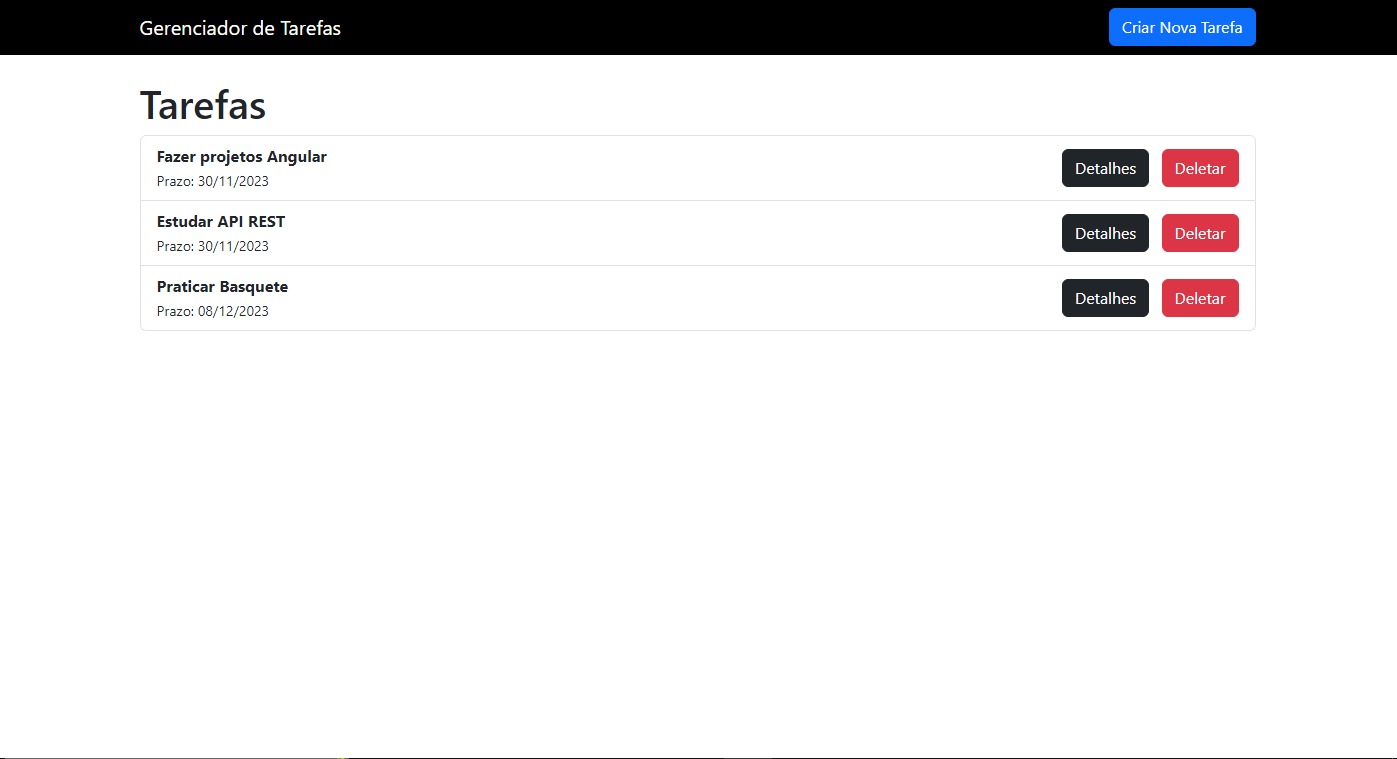 Gerenciador de Tarefas
Criar Nova Tarefa
Tarefas
Fazer projetos Angular
Prazo: 30/11/2023
Detalhes
Deletar
Estudar API REST
Prazo: 30/11/2023
Detalhes
Deletar
Praticar Basquete
Prazo: 08/12/2023
Detalhes
Deletar